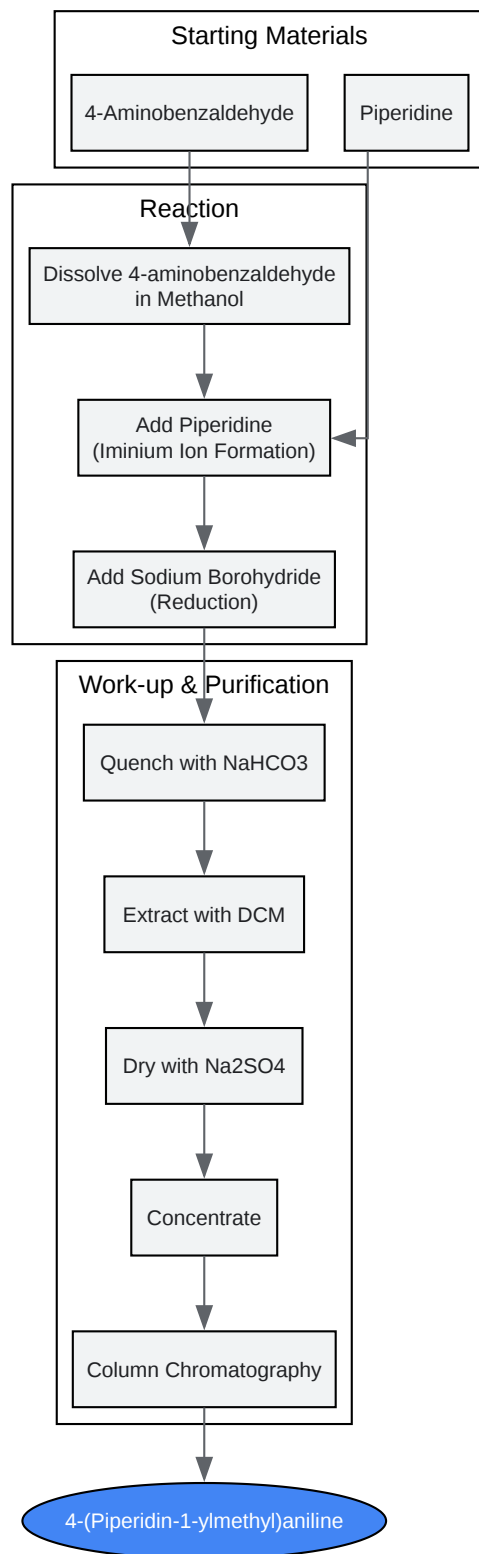 Starting Materials
4-Aminobenzaldehyde
Piperidine
Reaction
Dissolve 4-aminobenzaldehyde
in Methanol
Add Piperidine
(Iminium Ion Formation)
Add Sodium Borohydride
(Reduction)
Work-up & Purification
Quench with NaHCO3
Extract with DCM
Dry with Na2SO4
Concentrate
Column Chromatography
4-(Piperidin-1-ylmethyl)aniline